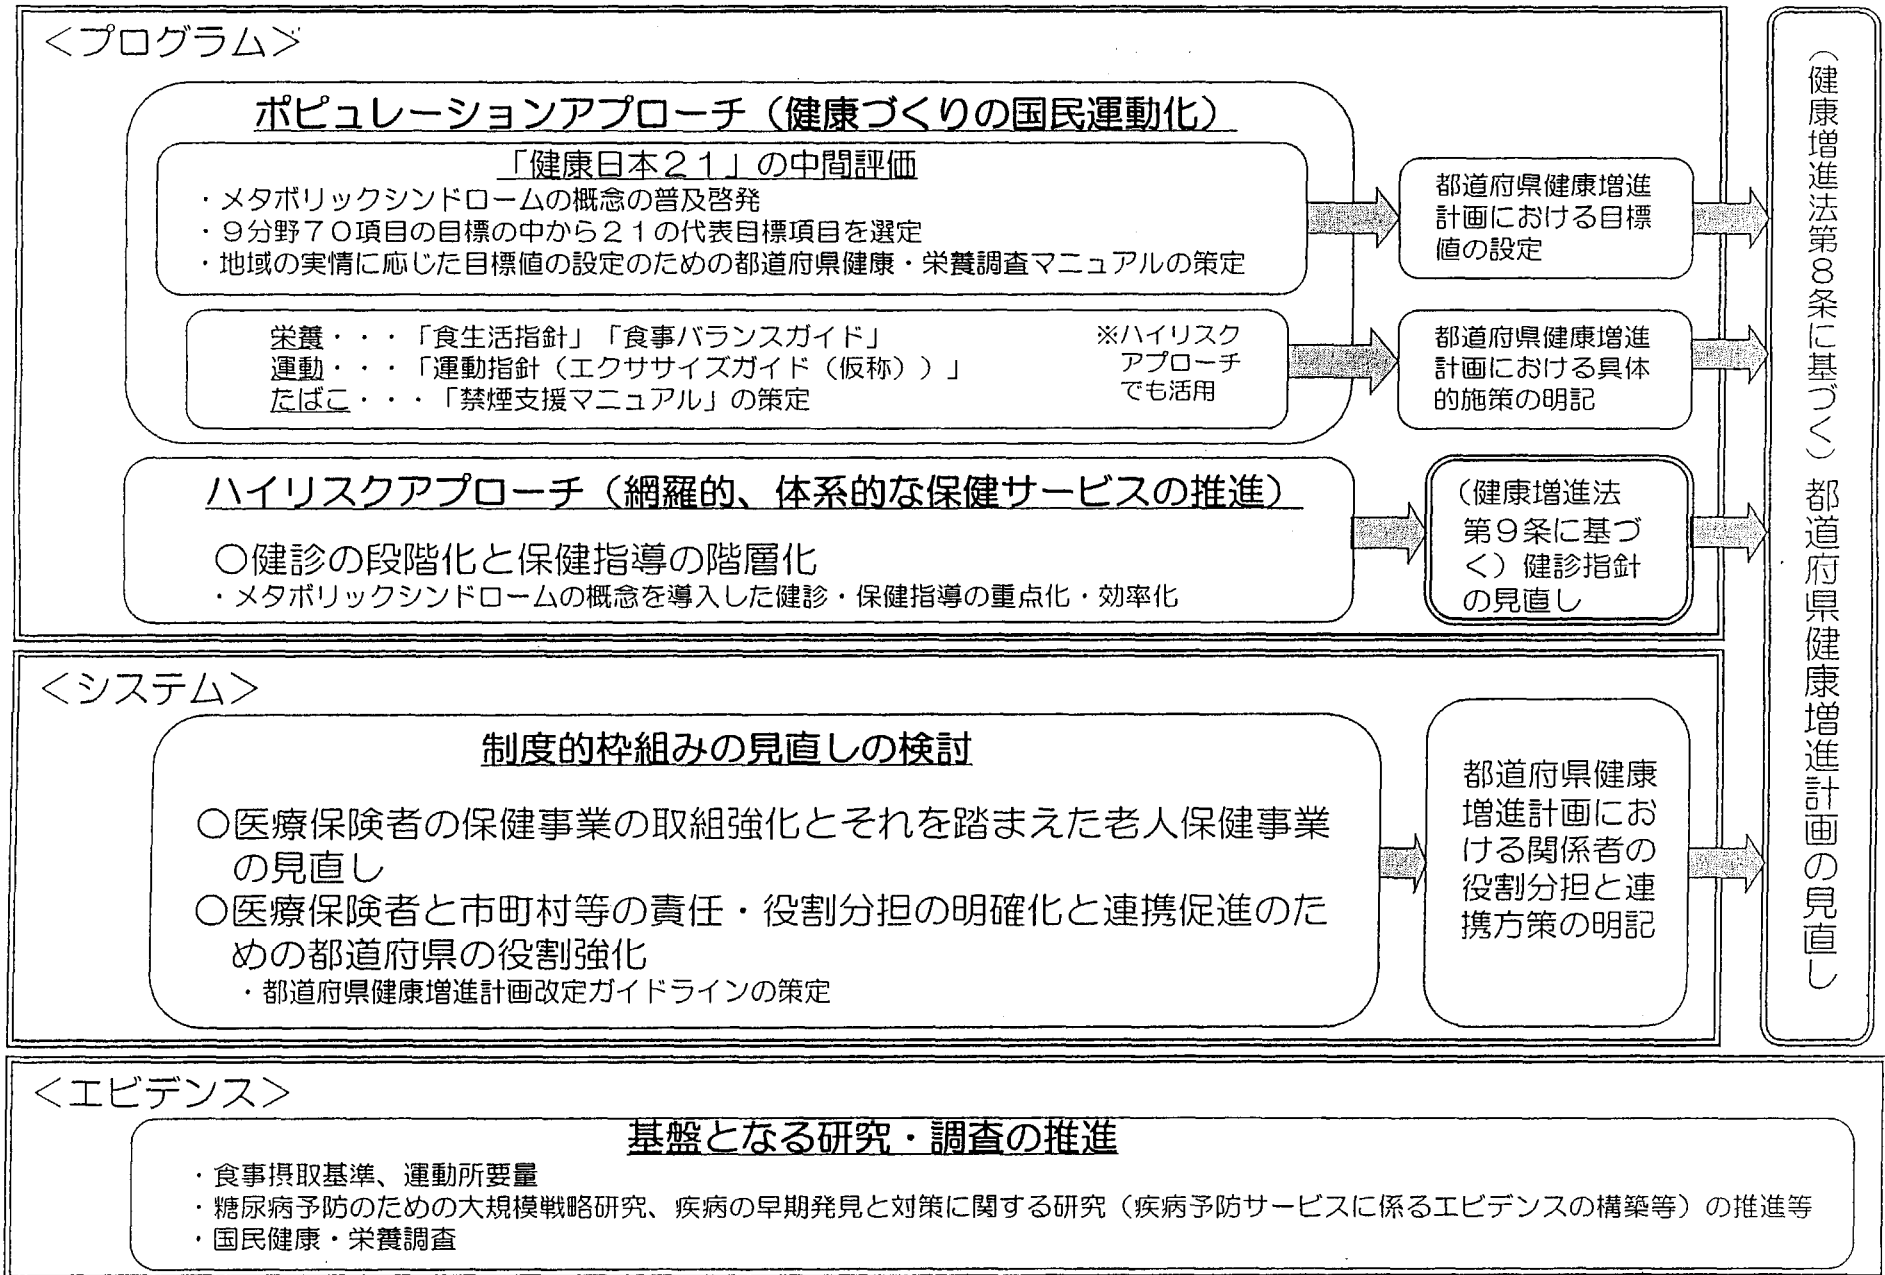 ＜プログラム＞
ポピュレーションアプローチ（健康づくりの国民運動化）
「健康日本２１」の中間評価
・メタボリックシンドロームの概念の普及啓発
・９分野７０項目の目標の中から２１の代表目標項目を選定
・地域の実情に応じた目標値の設定のための都道府県健康・栄養調査マニュアルの策定
都道府県健康増進
計画における目標
値の設定
栄養・・・「食生活指針」「食事バランスガイド」
運動・・・「運動指針（エクササイズガイド（仮称））」
たばこ・・・「禁煙支援マニュアル」の策定
※ハイリスク
アプローチ
でも活用
都道府県健康増進
計画における具体
的施策の明記
ハイリスクアプローチ（網羅的、体系的な保健サービスの推進）
○健診の段階化と保健指導の階層化
・メタボリックシンドロームの概念を導入した健診・保健指導の重点化・効率化
（健康増進法
第９条に基づ
く）健診指針
の見直し
＜システム＞
制度的枠組みの見直しの検討
○医療保険者の保健事業の取組強化とそれを踏まえた老人保健事業
の見直し
○医療保険者と市町村等の責任・役割分担の明確化と連携促進のた
めの都道府県の役割強化
・都道府県健康増進計画改定ガイドラインの策定
都道府県健康
増進計画にお
ける関係者の
役割分担と連
携方策の明記
（健康増進法第８条に基づく）都道府県健康増進計画の見直し
＜エビデンス＞
基盤となる研究・調査の推進
・食事摂取基準、運動所要量
・糖尿病予防のための大規模戦略研究、疾病の早期発見と対策に関する研究（疾病予防サービスに係るエビデンスの構築等）の推進等
・国民健康・栄養調査